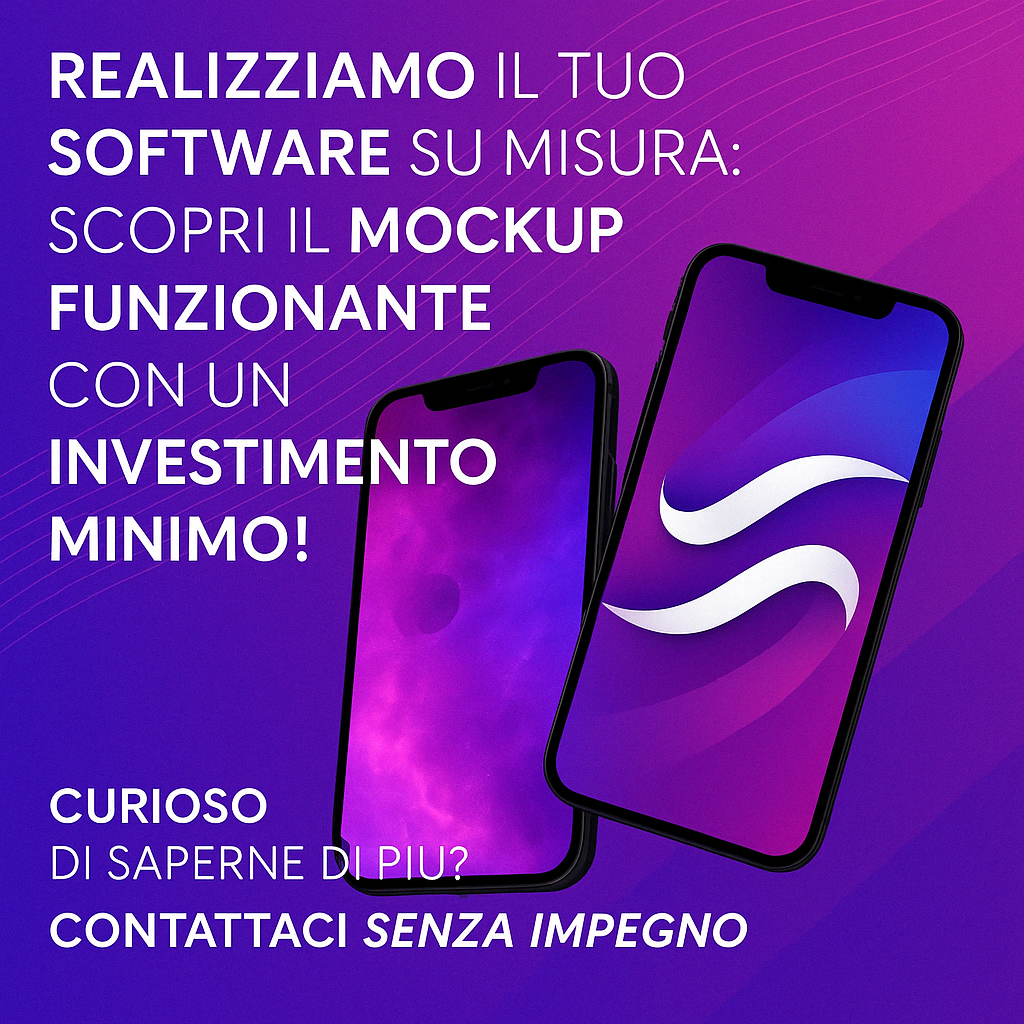 REALIZZIAMO IL TUO
SOFTWARE SU MISURA:
SCOPRI IL MOCKUP
FUNZIONANTE
CON UN
INVESTIMENTO
MINIMO!
CURIOSO
DI SAPERNE DI PIU?
CONTATTACI SENZA IMPEGNO